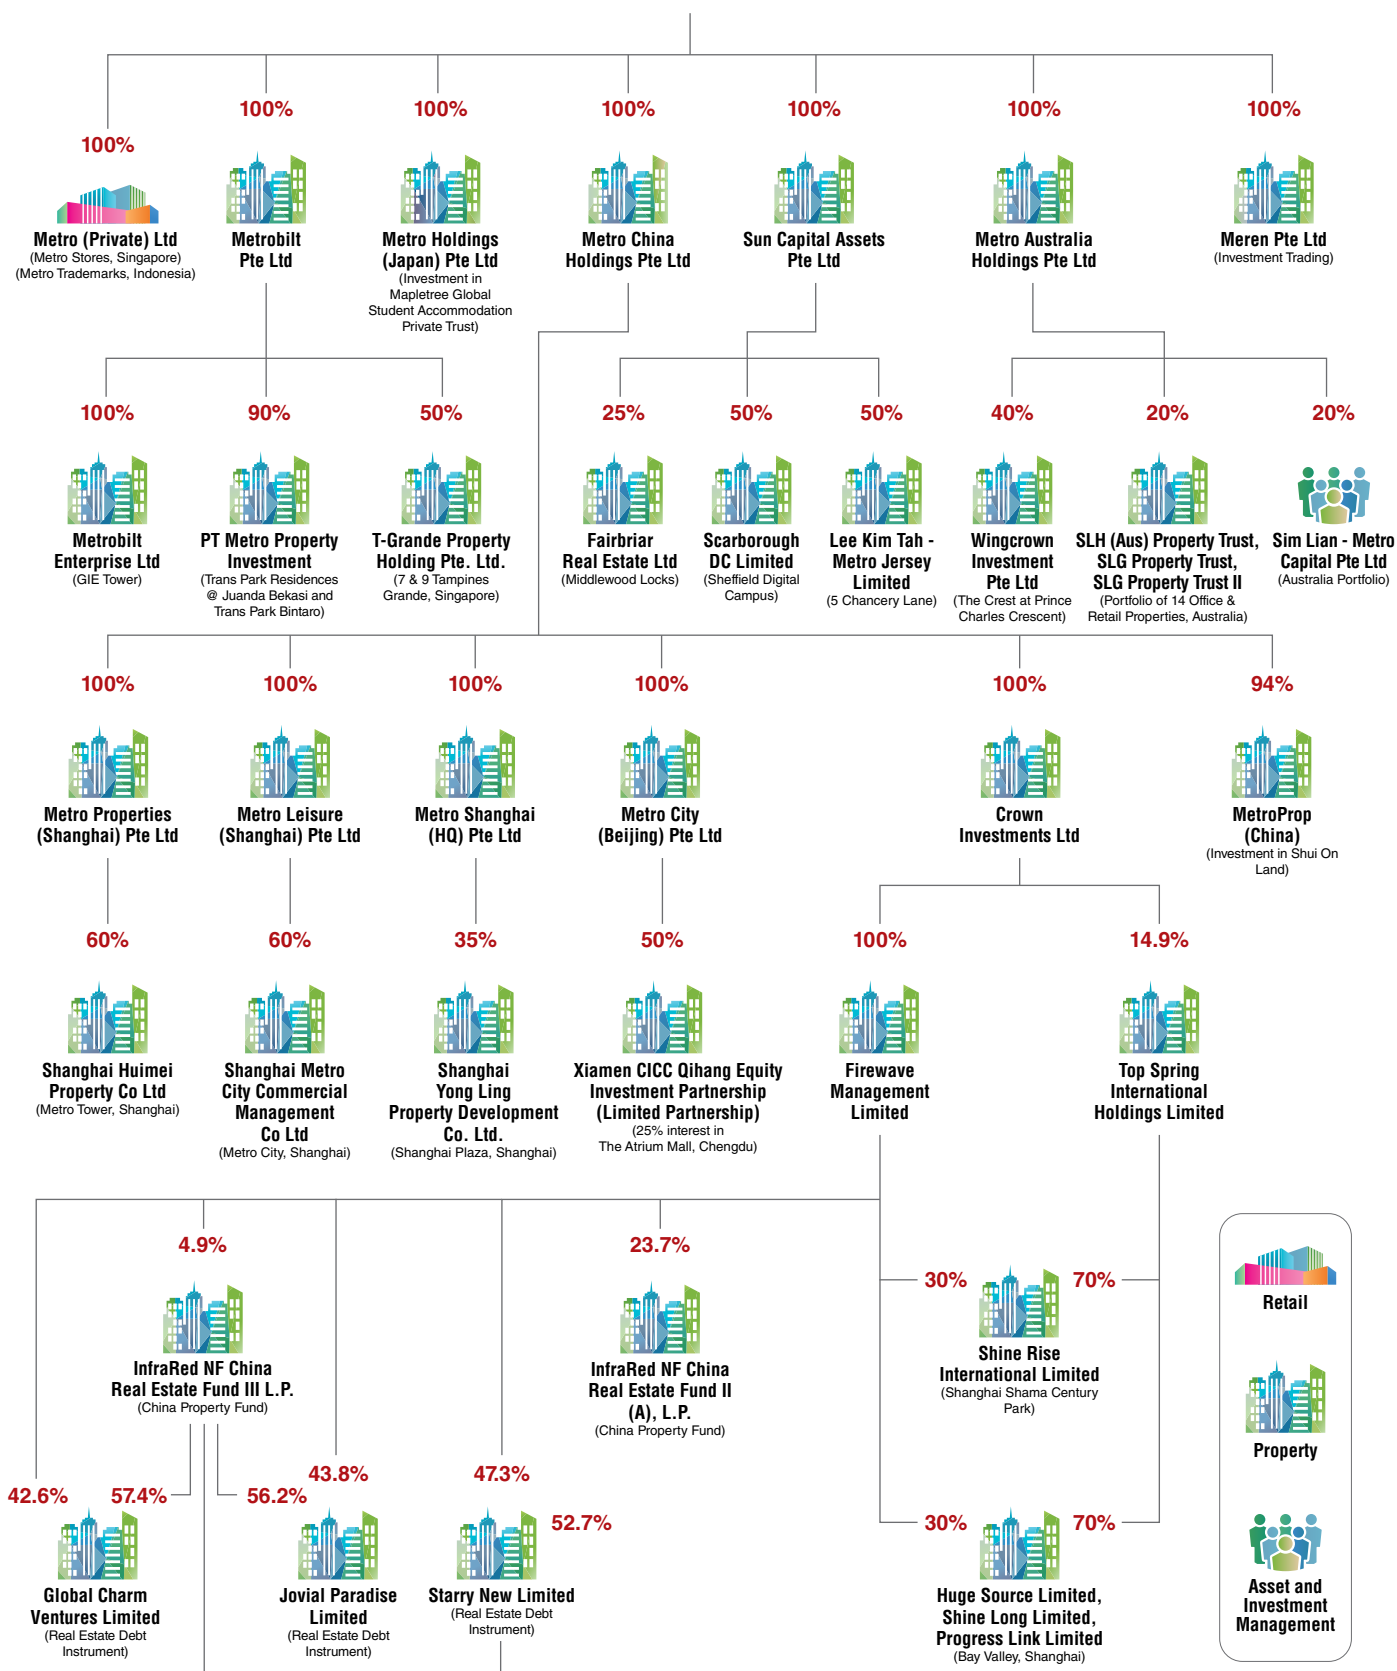 100%
100%
100%
100%
100%
100%
100%
Metro (Private) Ltd
(Metro Stores, Singapore)
(Metro Trademarks, Indonesia)
Metrobilt
Pte Ltd
Metro Holdings
(Japan) Pte Ltd
(Investment in
Mapletree Global
Student Accommodation
Private Trust)
Metro China
Holdings Pte Ltd
Sun Capital Assets
Pte Ltd
Metro Australia
Holdings Pte Ltd
Meren Pte Ltd
(Investment Trading)
100%
90%
50%
25%
50%
50%
40%
20%
20%
Metrobilt
Enterprise Ltd
(GIE Tower)
PT Metro Property
Investment
(Trans Park Residences
@ Juanda Bekasi and
Trans Park Bintaro)
T-Grande Property
Holding Pte. Ltd.
(7 & 9 Tampines
Grande, Singapore)
Fairbriar
Real Estate Ltd
(Middlewood Locks)
Scarborough
DC Limited
(Sheffield Digital
Campus)
Lee Kim Tah -
Metro Jersey
Limited
(5 Chancery Lane)
Wingcrown
Investment
Pte Ltd
(The Crest at Prince
Charles Crescent)
SLH (Aus) Property Trust,
SLG Property Trust,
SLG Property Trust II
(Portfolio of 14 Office &
Retail Properties, Australia)
Sim Lian - Metro
Capital Pte Ltd
(Australia Portfolio)
100%
100%
100%
100%
100%
94%
Metro Properties
(Shanghai) Pte Ltd
Metro Leisure
(Shanghai) Pte Ltd
Metro Shanghai
(HQ) Pte Ltd
Metro City
(Beijing) Pte Ltd
Crown
Investments Ltd
MetroProp
(China)
(Investment in Shui On
Land)
60%
60%
35%
50%
100%
14.9%
Shanghai Huimei
Property Co Ltd
(Metro Tower, Shanghai)
Shanghai Metro
City Commercial
Management
Co Ltd
(Metro City, Shanghai)
Shanghai
Yong Ling
Property Development
Co. Ltd.
(Shanghai Plaza, Shanghai)
Xiamen CICC Qihang Equity
Investment Partnership
(Limited Partnership)
(25% interest in
The Atrium Mall, Chengdu)
Firewave
Management
Limited
Top Spring
International
Holdings Limited
4.9%
23.7%
30%
70%
InfraRed NF China
Real Estate Fund III L.P.
(China Property Fund)
InfraRed NF China
Real Estate Fund II
(A), L.P.
(China Property Fund)
Shine Rise
International Limited
(Shanghai Shama Century
Park)
42.6%
57.4%
56.2%
43.8%
47.3%
52.7%
30%
70%
Global Charm
Ventures Limited
(Real Estate Debt
Instrument)
Jovial Paradise
Limited
(Real Estate Debt
Instrument)
Starry New Limited
(Real Estate Debt
Instrument)
Huge Source Limited,
Shine Long Limited,
Progress Link Limited
(Bay Valley, Shanghai)
Retail
Property
Asset and
Investment
Management